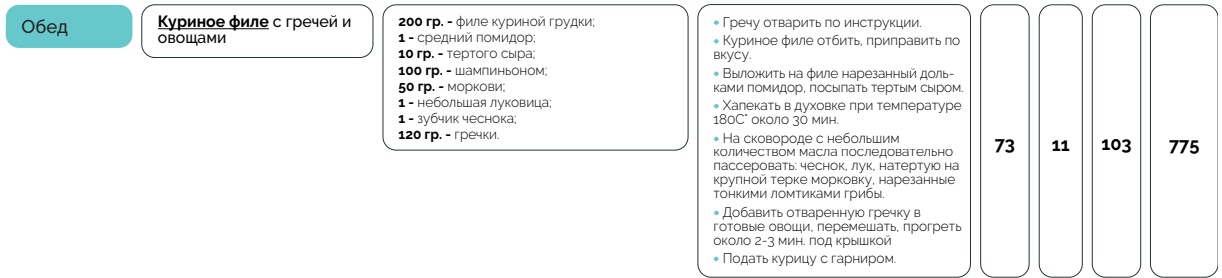 Обед
Куриное филе с гречей и
овощами
200 гр. - филе куриной грудки;
1 - средний помидор;
10 гр. - тертого сыра;
100 гр. - шампиньоном;
50 гр. - моркови;
1 - небольшая луковица;
1 - зубчик чеснока;
120 гр. - гречки.
• Гречу отварить по инструкции.
• Куриное филе отбить, приправить по
вкусу.
• Выложить на филе нарезанный доль-
ками помидор, посыпать тертым сыром.
• Хапекать в духовке при температуре
180С° около 30 мин.
• На сковороде с небольшим
количеством масла последовательно
пассеровать: чеснок, лук, натертую на
крупной терке морковку, нарезанные
тонкими ломтиками грибы.
• Добавить отваренную гречку в
готовые овощи, перемешать, прогреть
около 2-3 мин. под крышкой
• Подать курицу с гарниром.
73
11
103
775